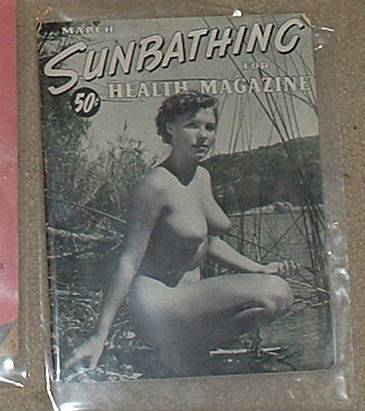 MARCH
SUNBATHING
FOR
50¢
HEALTH MAGAZINE